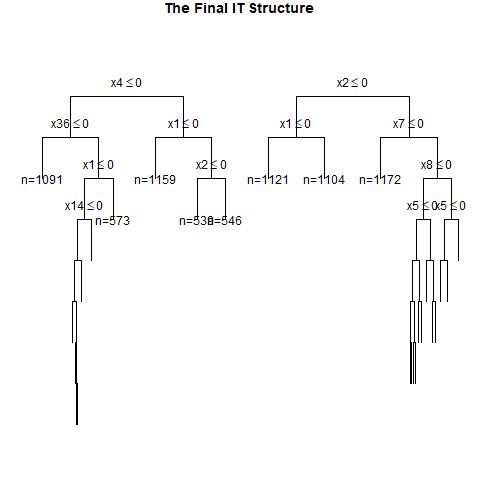 The Final IT Structure
x4 ≤ 0
x2 ≤ 0
x36 ≤ 0
x1 ≤ 0
x1 ≤ 0
x7 ≤ 0
x1 ≤ 0
x2 ≤ 0
x8 ≤ 0
n=1091
n=1159
n=1121
n=1104
n=1172
x14 ≤ 0
x5 ≤ 0
x5 ≤ 0
n=573
n=546